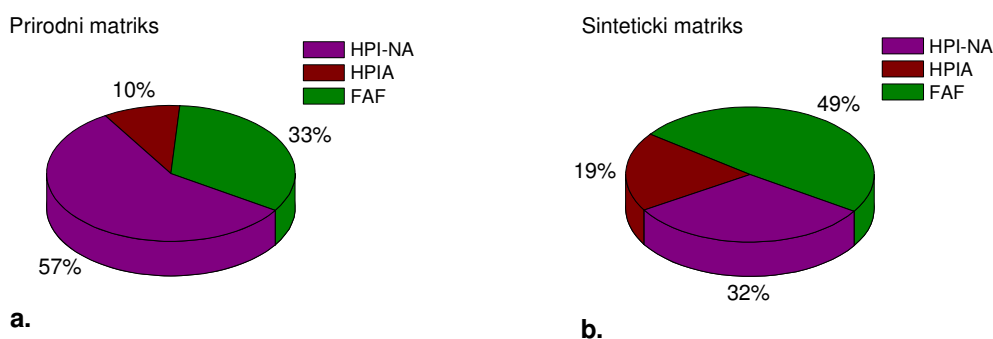 Prirodni matriks
HPI-NA
HPIA
FAF
10%
33%
57%
a.
Sinteticki matriks
HPI-NA
HPIA
FAF
49%
19%
32%
b.